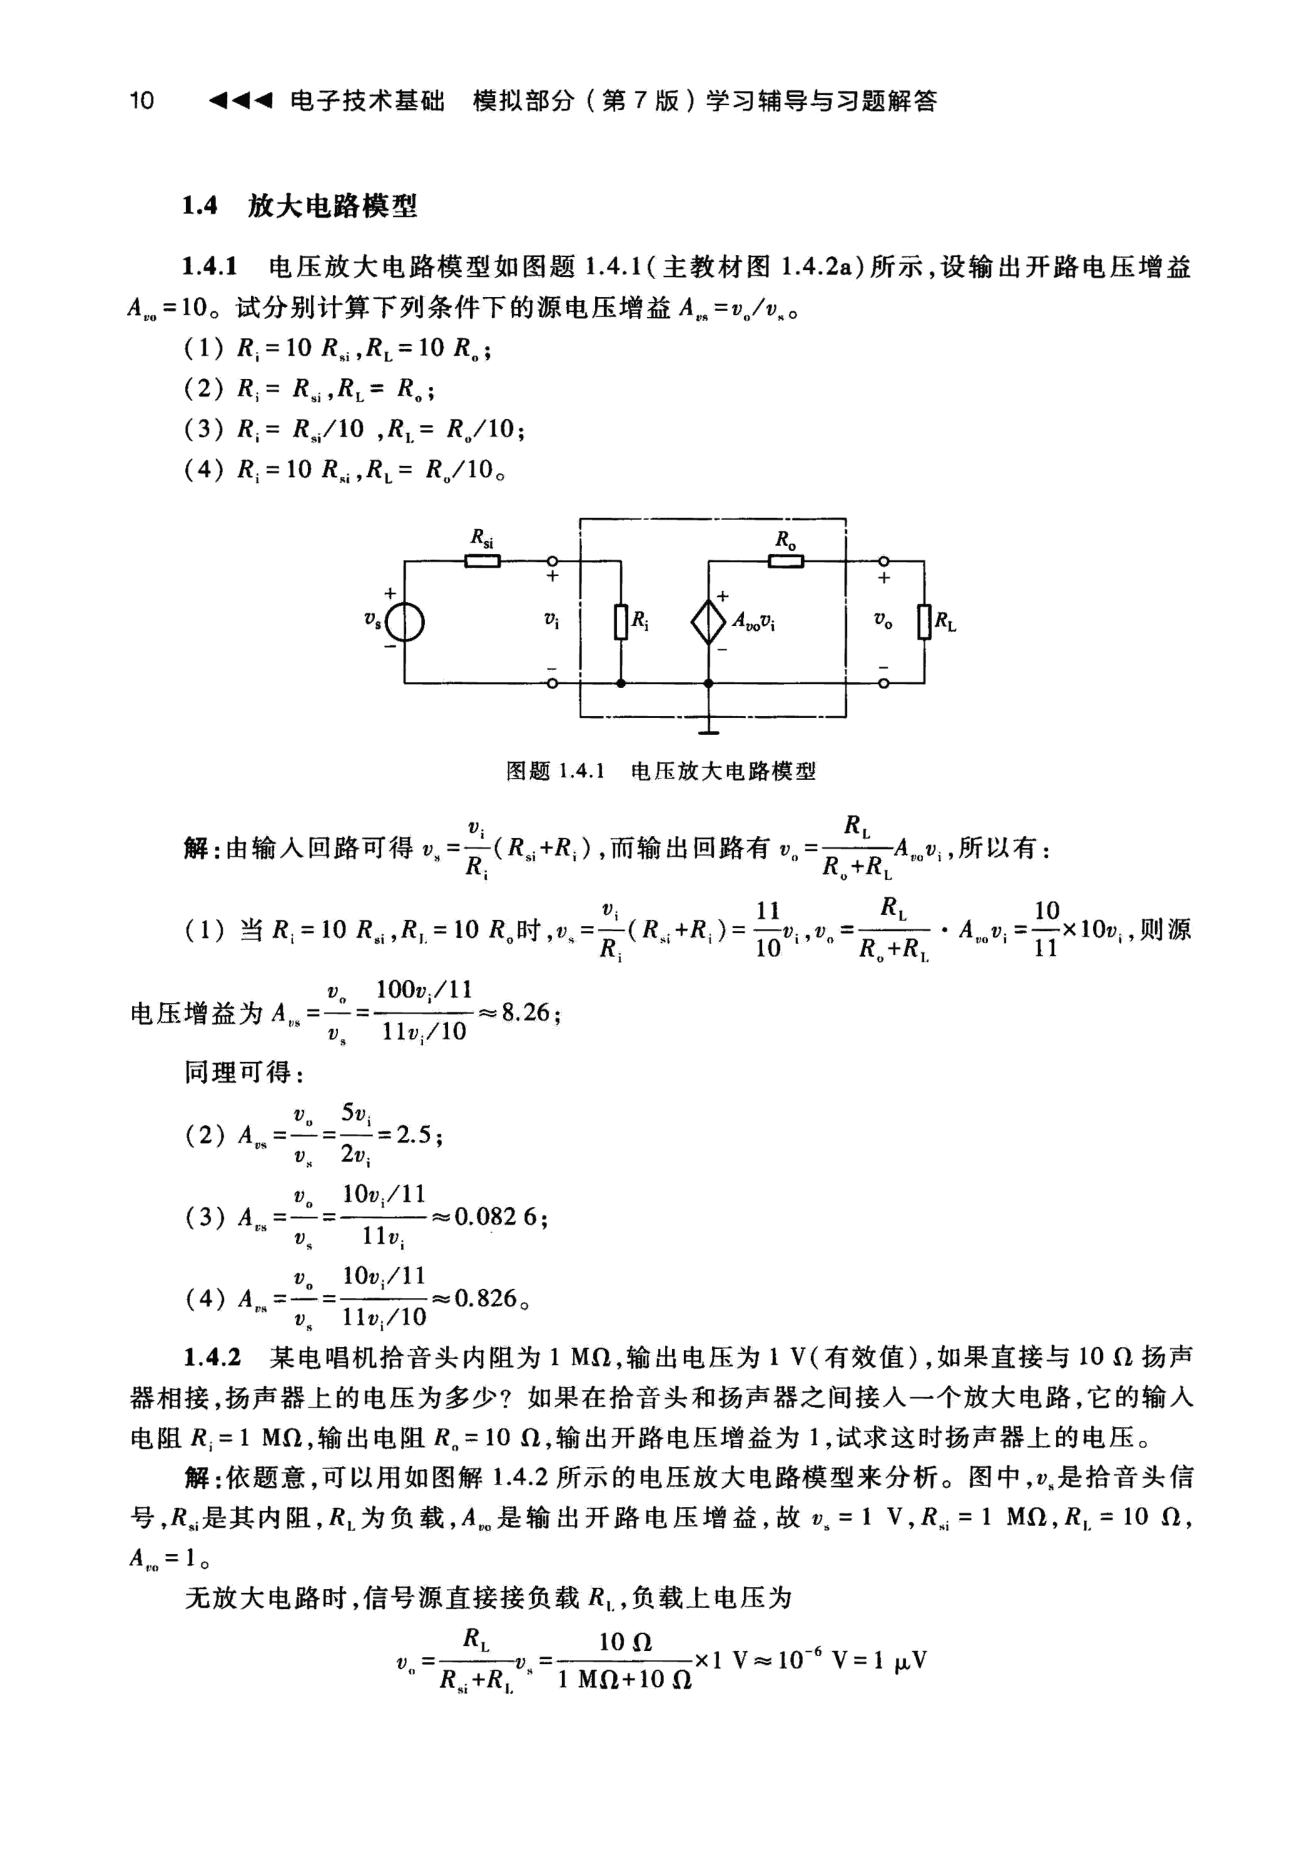 10 ◀◀◀ 电子技术基础 模拟部分(第7版)学习辅导与习题解答
1.4 放大电路模型
1.4.1 电压放大电路模型如图题 1.4.1(主教材图 1.4.2a)所示,设输出开路电压增益
A_vo=10。试分别计算下列条件下的源电压增益 A_vs=v_o/v_s。
(1) R_i=10 R_si,R_L=10 R_o;
(2) R_i= R_si,R_L= R_o;
(3) R_i= R_si/10 ,R_L= R_o/10;
(4) R_i=10 R_si,R_L= R_o/10。
R_si R_o
+ + + +
v_s v_i R_i A_vo v_i v_o R_L
- - - -
图题 1.4.1 电压放大电路模型
解:由输入回路可得 v_s=v_i/R_i(R_si+R_i),而输出回路有 v_o=R_L/(R_o+R_L)A_vo v_i,所以有:
(1) 当 R_i=10 R_si,R_L=10 R_o时,v_s=v_i/R_i(R_si+R_i)=11/10 v_i,v_o=R_L/(R_o+R_L)·A_vo v_i=10/11×10v_i,则源
电压增益为 A_vs=v_o/v_s=(100v_i/11)/(11v_i/10)≈8.26;
同理可得:
(2) A_vs=v_o/v_s=5v_i/2v_i=2.5;
(3) A_vs=v_o/v_s=(10v_i/11)/(11v_i)≈0.082 6;
(4) A_vs=v_o/v_s=(10v_i/11)/(11v_i/10)≈0.826。
1.4.2 某电唱机拾音头内阻为 1 MΩ,输出电压为 1 V(有效值),如果直接与 10 Ω 扬声
器相接,扬声器上的电压为多少? 如果在拾音头和扬声器之间接入一个放大电路,它的输入
电阻 R_i=1 MΩ,输出电阻 R_o=10 Ω,输出开路电压增益为 1,试求这时扬声器上的电压。
解:依题意,可以用如图解 1.4.2 所示的电压放大电路模型来分析。图中,v_s是拾音头信
号,R_si是其内阻,R_L为负载,A_vo是输出开路电压增益,故 v_s=1 V,R_si=1 MΩ,R_L=10 Ω,
A_vo=1。
无放大电路时,信号源直接接负载 R_L,负载上电压为
v_o=R_L/(R_si+R_L)v_s=10 Ω/(1 MΩ+10 Ω)×1 V≈10⁻⁶ V=1 μV